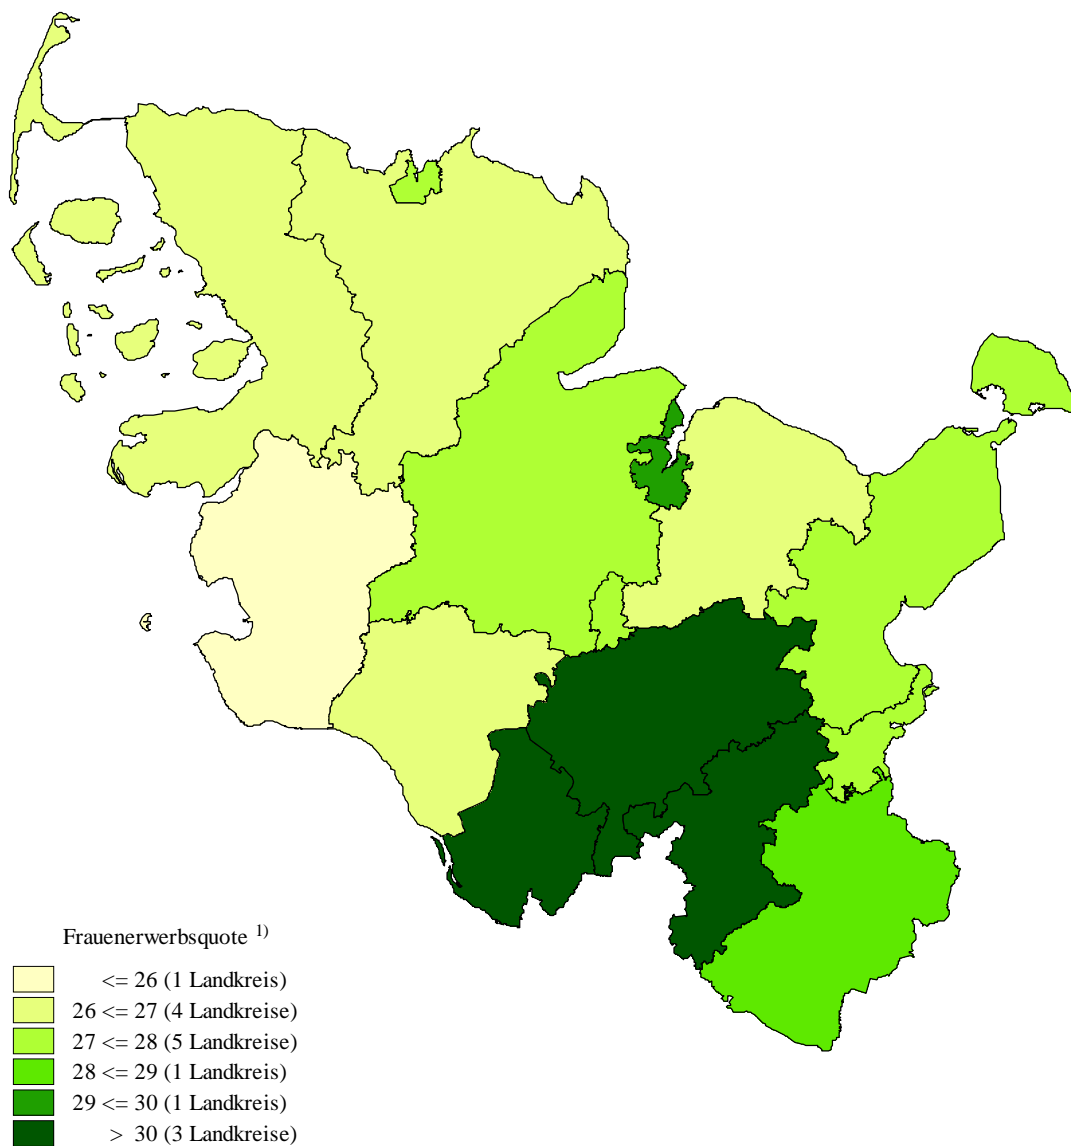 Frauenerwerbsquote 1)
<= 26 (1 Landkreis)
26 <= 27 (4 Landkreise)
27 <= 28 (5 Landkreise)
28 <= 29 (1 Landkreis)
29 <= 30 (1 Landkreis)
> 30 (3 Landkreise)